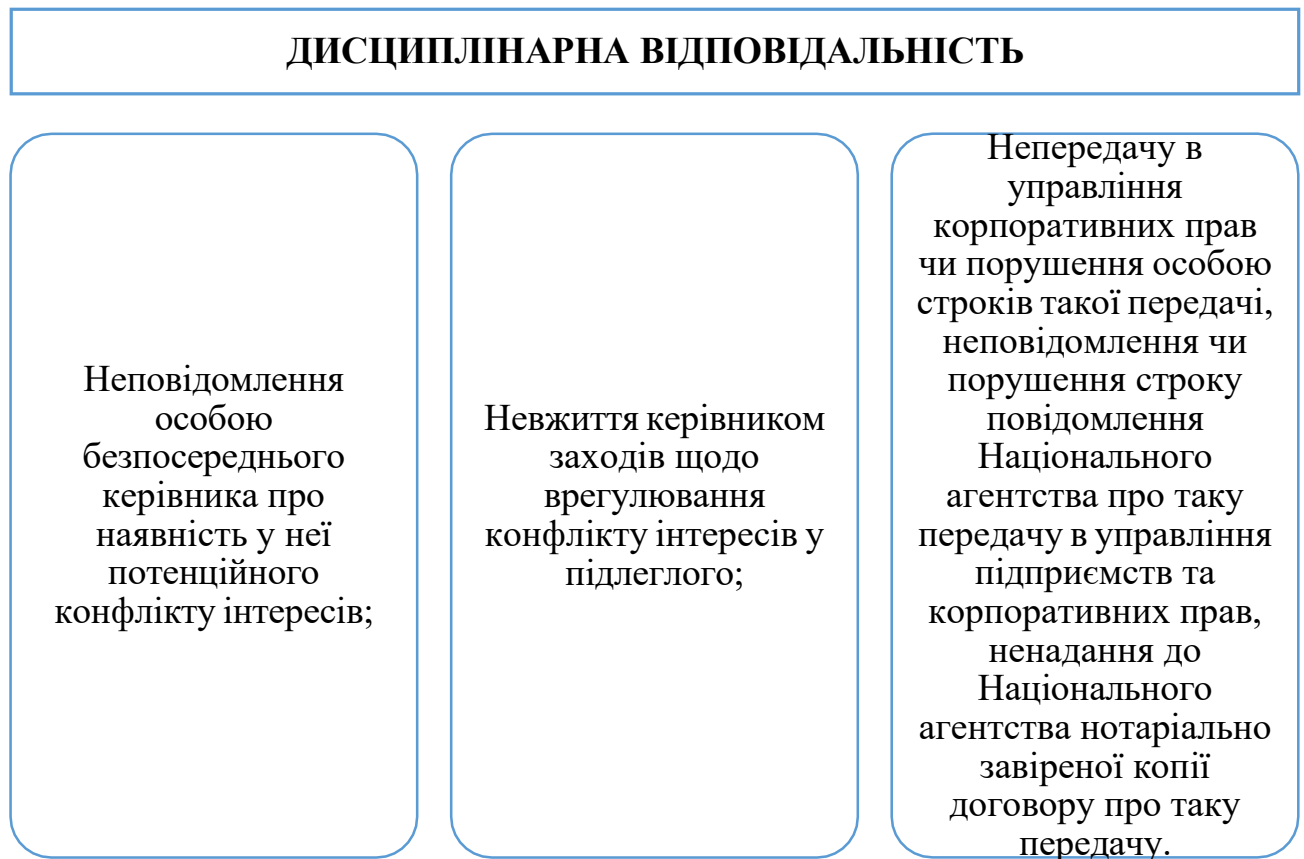 ДИСЦИПЛІНАРНА ВІДПОВІДАЛЬНІСТЬ
Неповідомлення
особою
безпосереднього
керівника про
наявність у неї
потенційного
конфлікту інтересів;
Невжиття керівником
заходів щодо
врегулювання
конфлікту інтересів у
підлеглого;
Непередачу в
управління
корпоративних прав
чи порушення особою
строків такої передачі,
неповідомлення чи
порушення строку
повідомлення
Національного
агентства про таку
передачу в управління
підприємств та
корпоративних прав,
ненадання до
Національного
агентства нотаріально
завіреної копії
договору про таку
передачу.